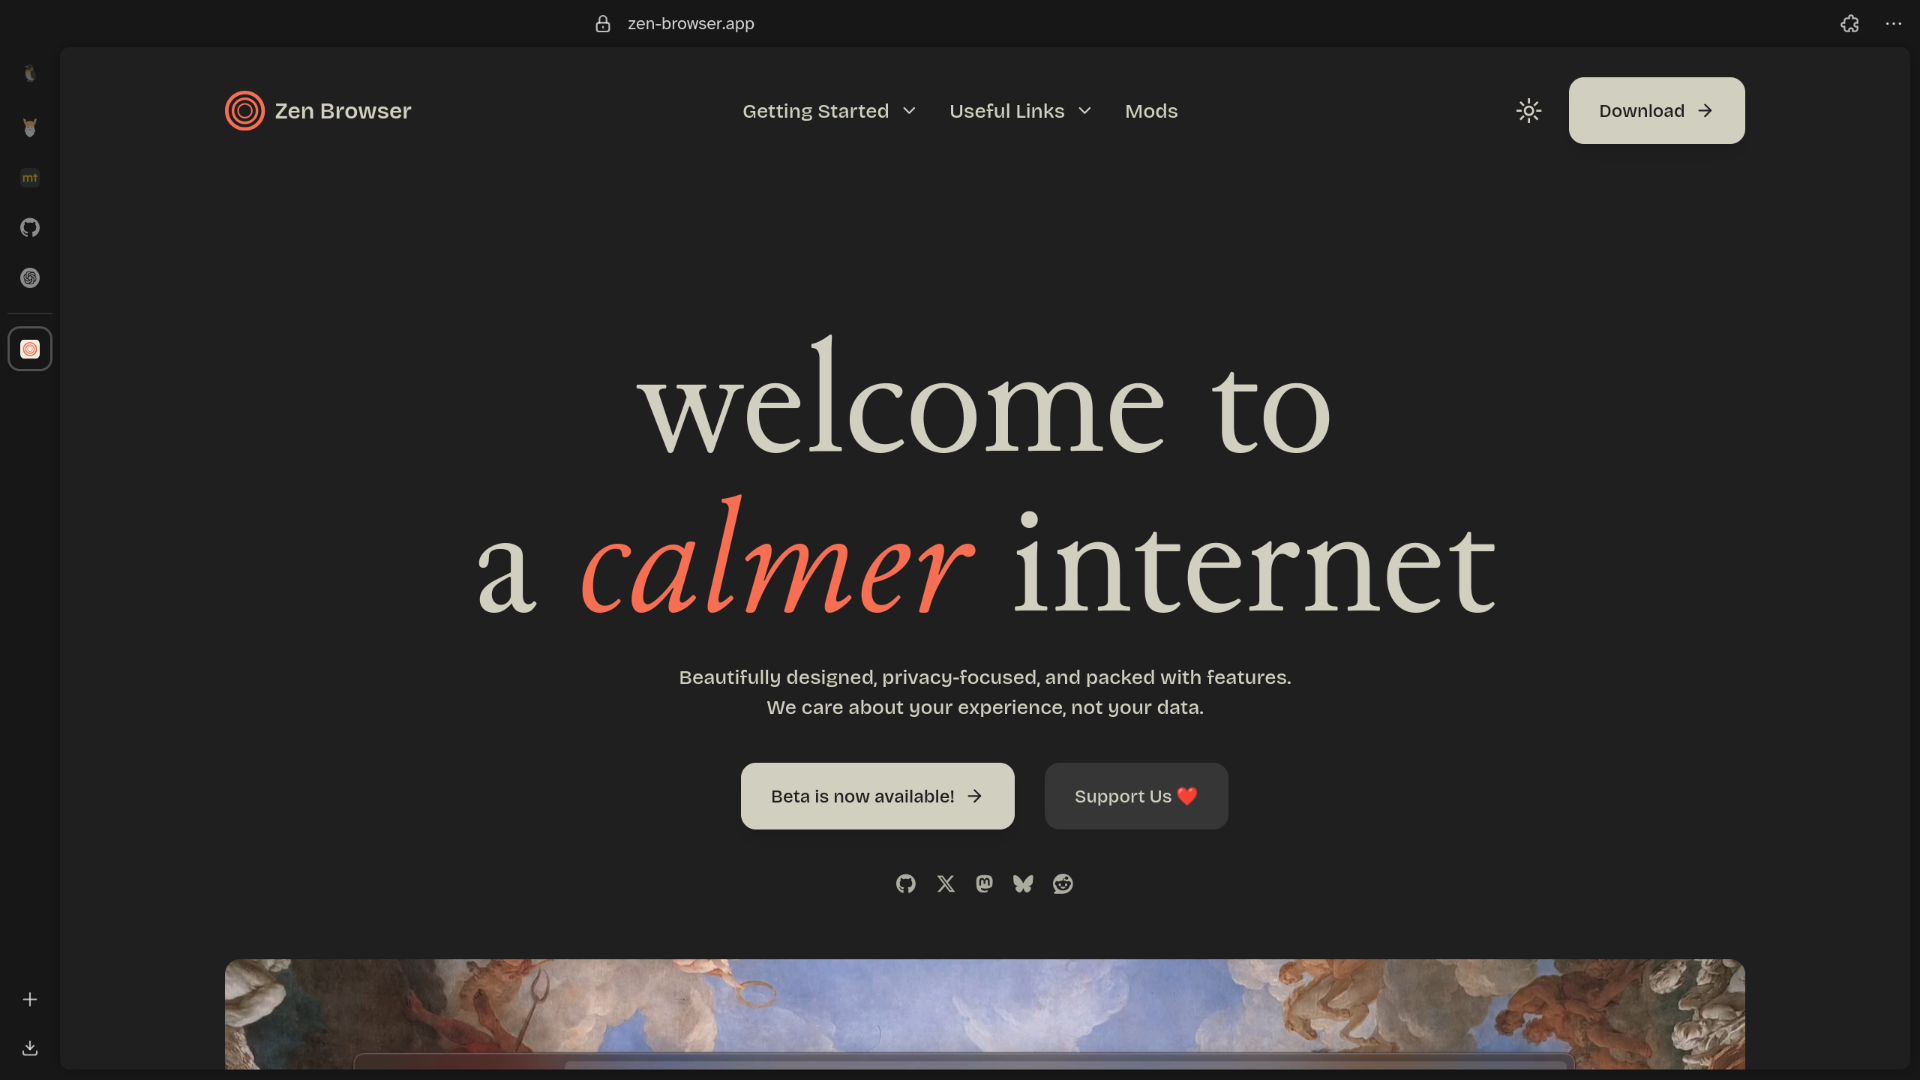 zen-browser.app
mt
Zen Browser
Getting Started
Useful Links
Mods
Download →
welcome to
a calmer internet
Beautifully designed, privacy-focused, and packed with features.
We care about your experience, not your data.
Beta is now available! →
Support Us ❤️